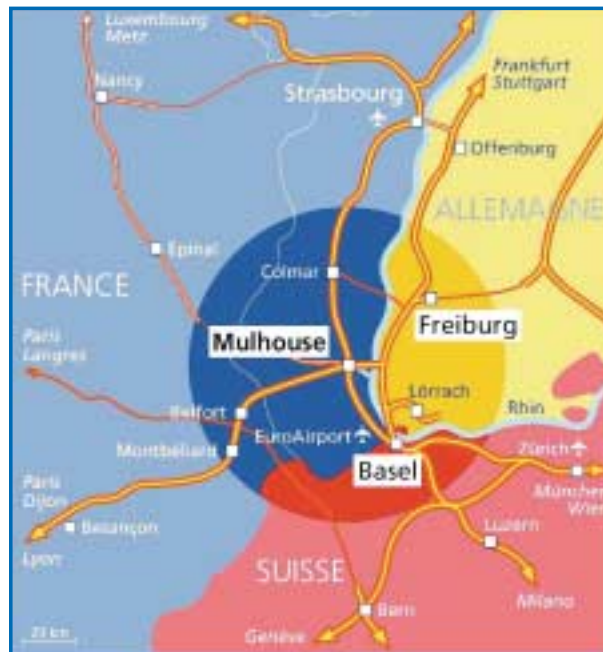 Luxembourg
Metz
Nancy
Strasbourg
Frankfurt
Stuttgart
Offenburg
ALLEMAGNE
Epinal
Colmar
FRANCE
Freiburg
Mulhouse
Paris
Langres
Lörrach
Belfort
Rhin
EuroAirport
Montbéliard
Zürich
Basel
Paris
Dijon
München
Wien
Besançon
Luzern
Lyon
SUISSE
Milano
Bern
Genève
20 km